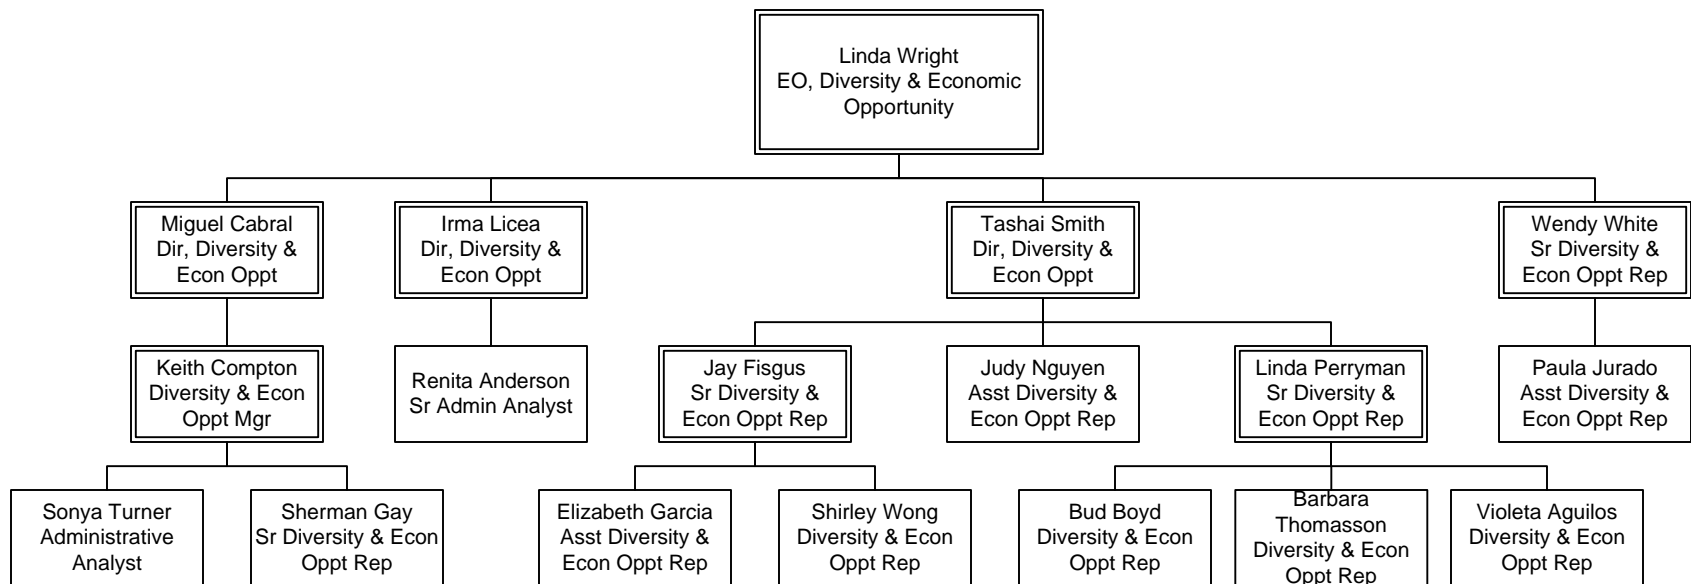 Linda Wright
EO, Diversity & Economic
Opportunity
Miguel Cabral
Dir, Diversity &
Econ Oppt
Irma Licea
Dir, Diversity &
Econ Oppt
Tashai Smith
Dir, Diversity &
Econ Oppt
Wendy White
Sr Diversity &
Econ Oppt Rep
Keith Compton
Diversity & Econ
Oppt Mgr
Renita Anderson
Sr Admin Analyst
Jay Fisgus
Sr Diversity &
Econ Oppt Rep
Judy Nguyen
Asst Diversity &
Econ Oppt Rep
Linda Perryman
Sr Diversity &
Econ Oppt Rep
Paula Jurado
Asst Diversity &
Econ Oppt Rep
Sonya Turner
Administrative
Analyst
Sherman Gay
Sr Diversity & Econ
Oppt Rep
Elizabeth Garcia
Asst Diversity &
Econ Oppt Rep
Shirley Wong
Diversity & Econ
Oppt Rep
Bud Boyd
Diversity & Econ
Oppt Rep
Barbara
Thomasson
Diversity & Econ
Oppt Rep
Violeta Aguilos
Diversity & Econ
Oppt Rep